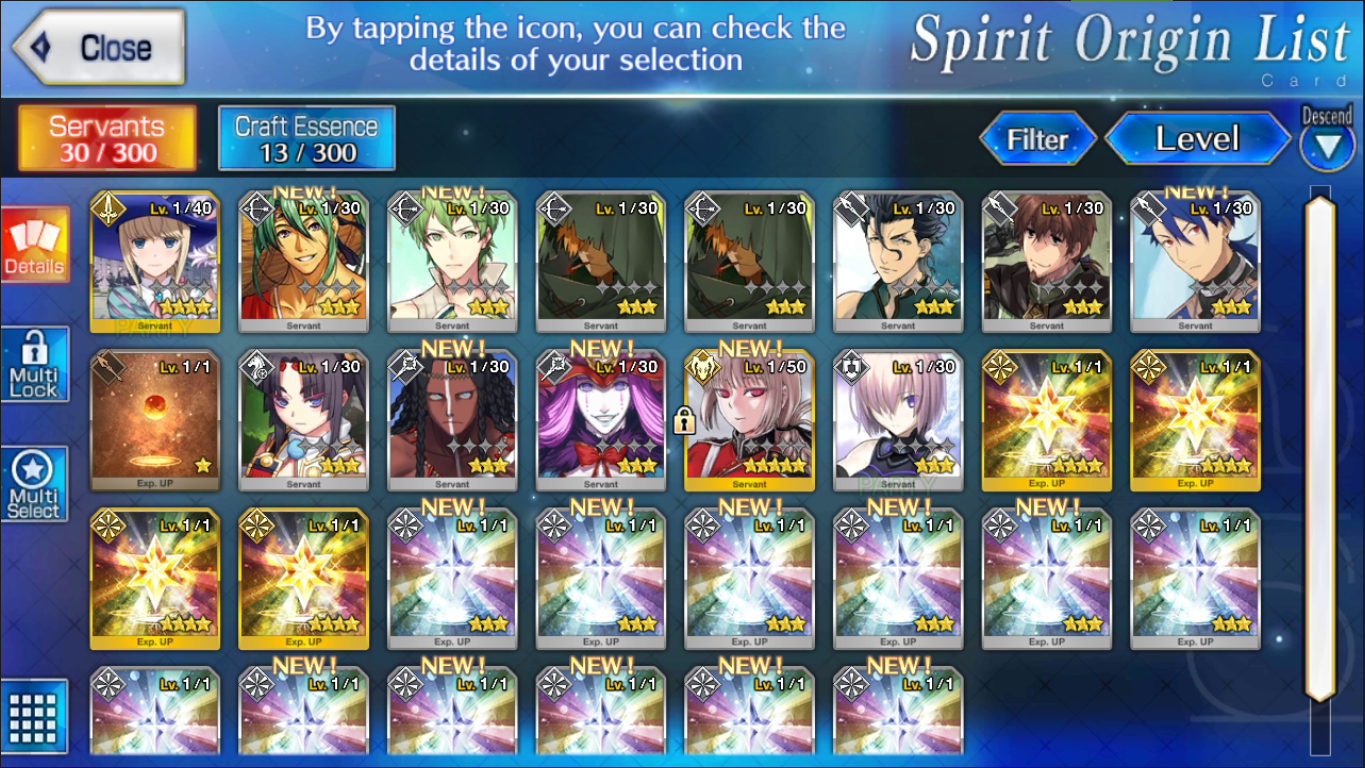 Close
By tapping the icon, you can check the
details of your selection
Spirit Origin List
Card
Servants
30 / 300
Craft Essence
13 / 300
Filter
Level
Descend
Details
Multi
Lock
Multi
Select
NEW! NEW! NEW!
Lv. 1/40 Lv. 1/30 Lv. 1/30 Lv. 1/30 Lv. 1/30 Lv. 1/30 Lv. 1/30 Lv. 1/30
Servant Servant Servant Servant Servant Servant Servant Servant
PARTY
NEW! NEW! NEW!
Lv. 1/1 Lv. 1/30 Lv. 1/30 Lv. 1/30 Lv. 1/50 Lv. 1/30 Lv. 1/1 Lv. 1/1
Exp. UP Servant Servant Servant Servant Servant Exp. UP Exp. UP
PARTY
NEW! NEW! NEW! NEW! NEW!
Lv. 1/1 Lv. 1/1 Lv. 1/1 Lv. 1/1 Lv. 1/1 Lv. 1/1 Lv. 1/1 Lv. 1/1
Exp. UP Exp. UP Exp. UP Exp. UP Exp. UP Exp. UP Exp. UP Exp. UP
NEW! NEW! NEW! NEW! NEW!
Lv. 1/1 Lv. 1/1 Lv. 1/1 Lv. 1/1 Lv. 1/1 Lv. 1/1